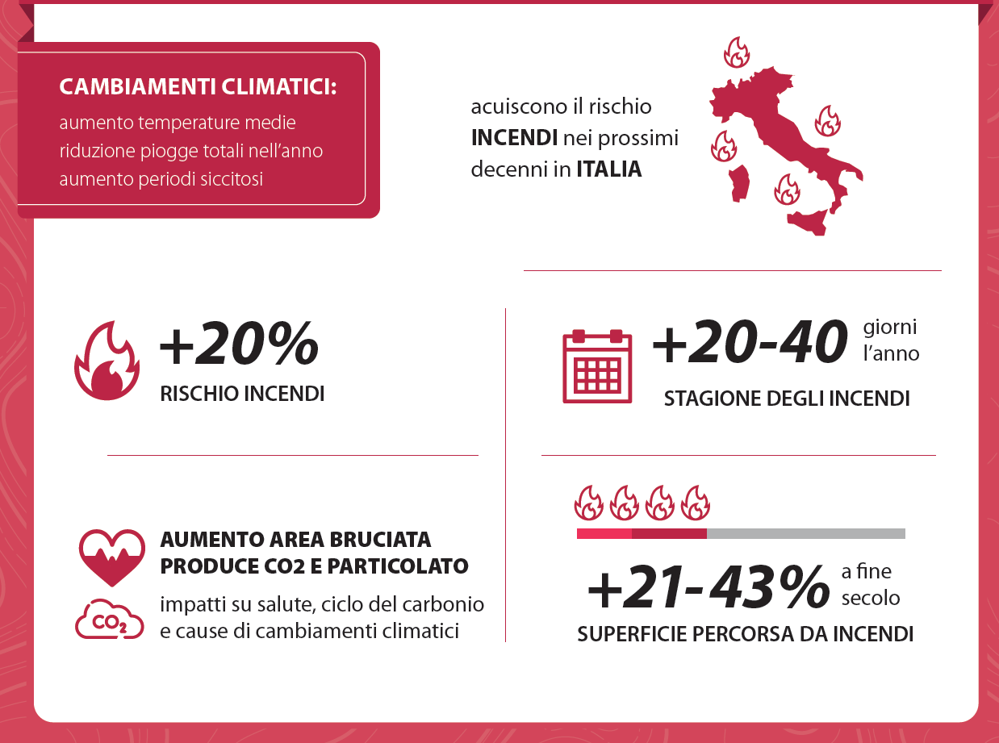 CAMBIAMENTI CLIMATICI:
aumento temperature medie
riduzione piogge totali nell'anno
aumento periodi siccitosi
acuiscono il rischio
INCENDI nei prossimi
decenni in ITALIA
+20%
RISCHIO INCENDI
+20-40 giorni
l'anno
STAGIONE DEGLI INCENDI
AUMENTO AREA BRUCIATA
PRODUCE CO2 E PARTICOLATO
CO2
impatti su salute, ciclo del carbonio
e cause di cambiamenti climatici
+21-43% a fine
secolo
SUPERFICIE PERCORSA DA INCENDI